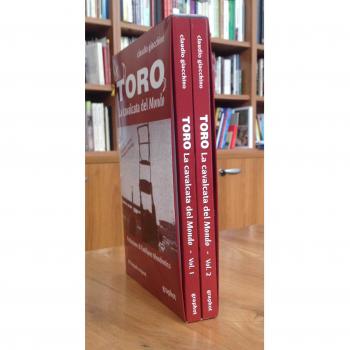 claudio giacchino
TORO
La cavalcata del Mondo
graphot
claudio giacchino
TORO La cavalcata del Mondo - Vol. 1
graphot
claudio giacchino
TORO La cavalcata del Mondo - Vol. 2
graphot